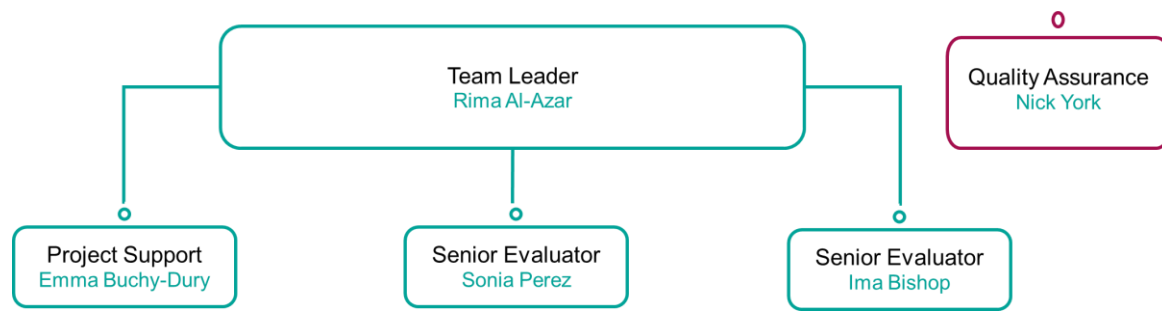 Team Leader
Rima Al-Azar
Quality Assurance
Nick York
Project Support
Emma Buchy-Dury
Senior Evaluator
Sonia Perez
Senior Evaluator
Ima Bishop